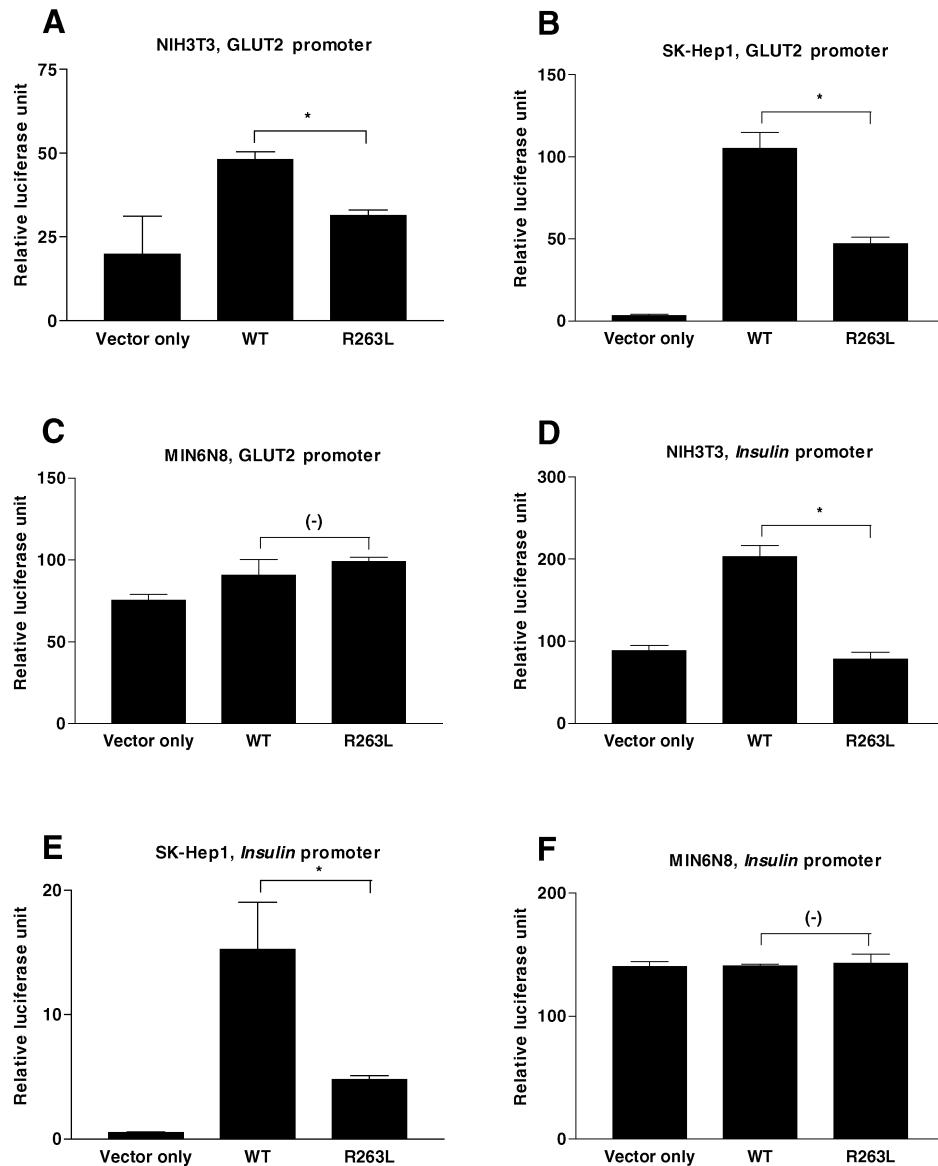 A
NIH3T3, GLUT2 promoter
Relative luciferase unit
75
50
25
0
*
Vector only WT R263L
B
SK-Hep1, GLUT2 promoter
Relative luciferase unit
150
100
50
0
*
Vector only WT R263L
C
MIN6N8, GLUT2 promoter
Relative luciferase unit
150
100
50
0
(-)
Vector only WT R263L
D
NIH3T3, Insulin promoter
Relative luciferase unit
300
200
100
0
*
Vector only WT R263L
E
SK-Hep1, Insulin promoter
Relative luciferase unit
20
10
0
*
Vector only WT R263L
F
MIN6N8, Insulin promoter
Relative luciferase unit
200
100
0
(-)
Vector only WT R263L